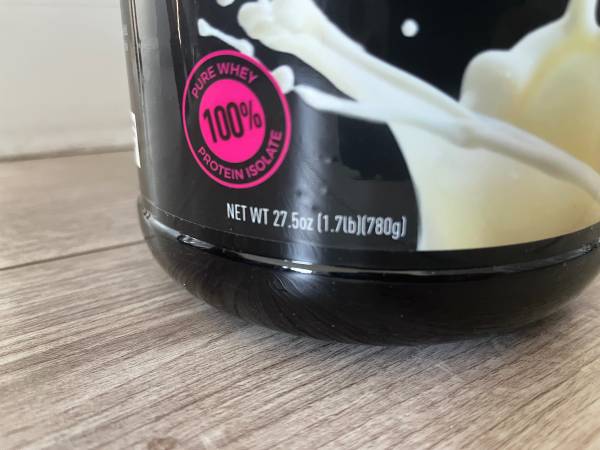 PURE WHEY
100%
PROTEIN ISOLATE
NET WT 27.5oz (1.7lb)(780g)